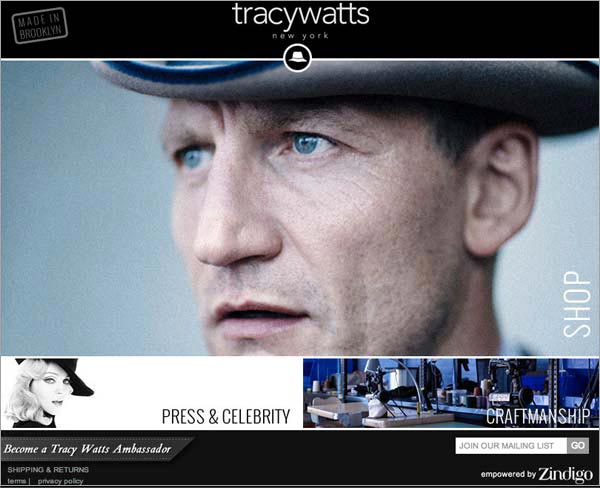 MADE IN
BROOKLYN
tracywatts
new york
SHOP
PRESS & CELEBRITY
CRAFTMANSHIP
Become a Tracy Watts Ambassador
JOIN OUR MAILING LIST
GO
SHIPPING & RETURNS
terms | privacy policy
empowered by Zindigo